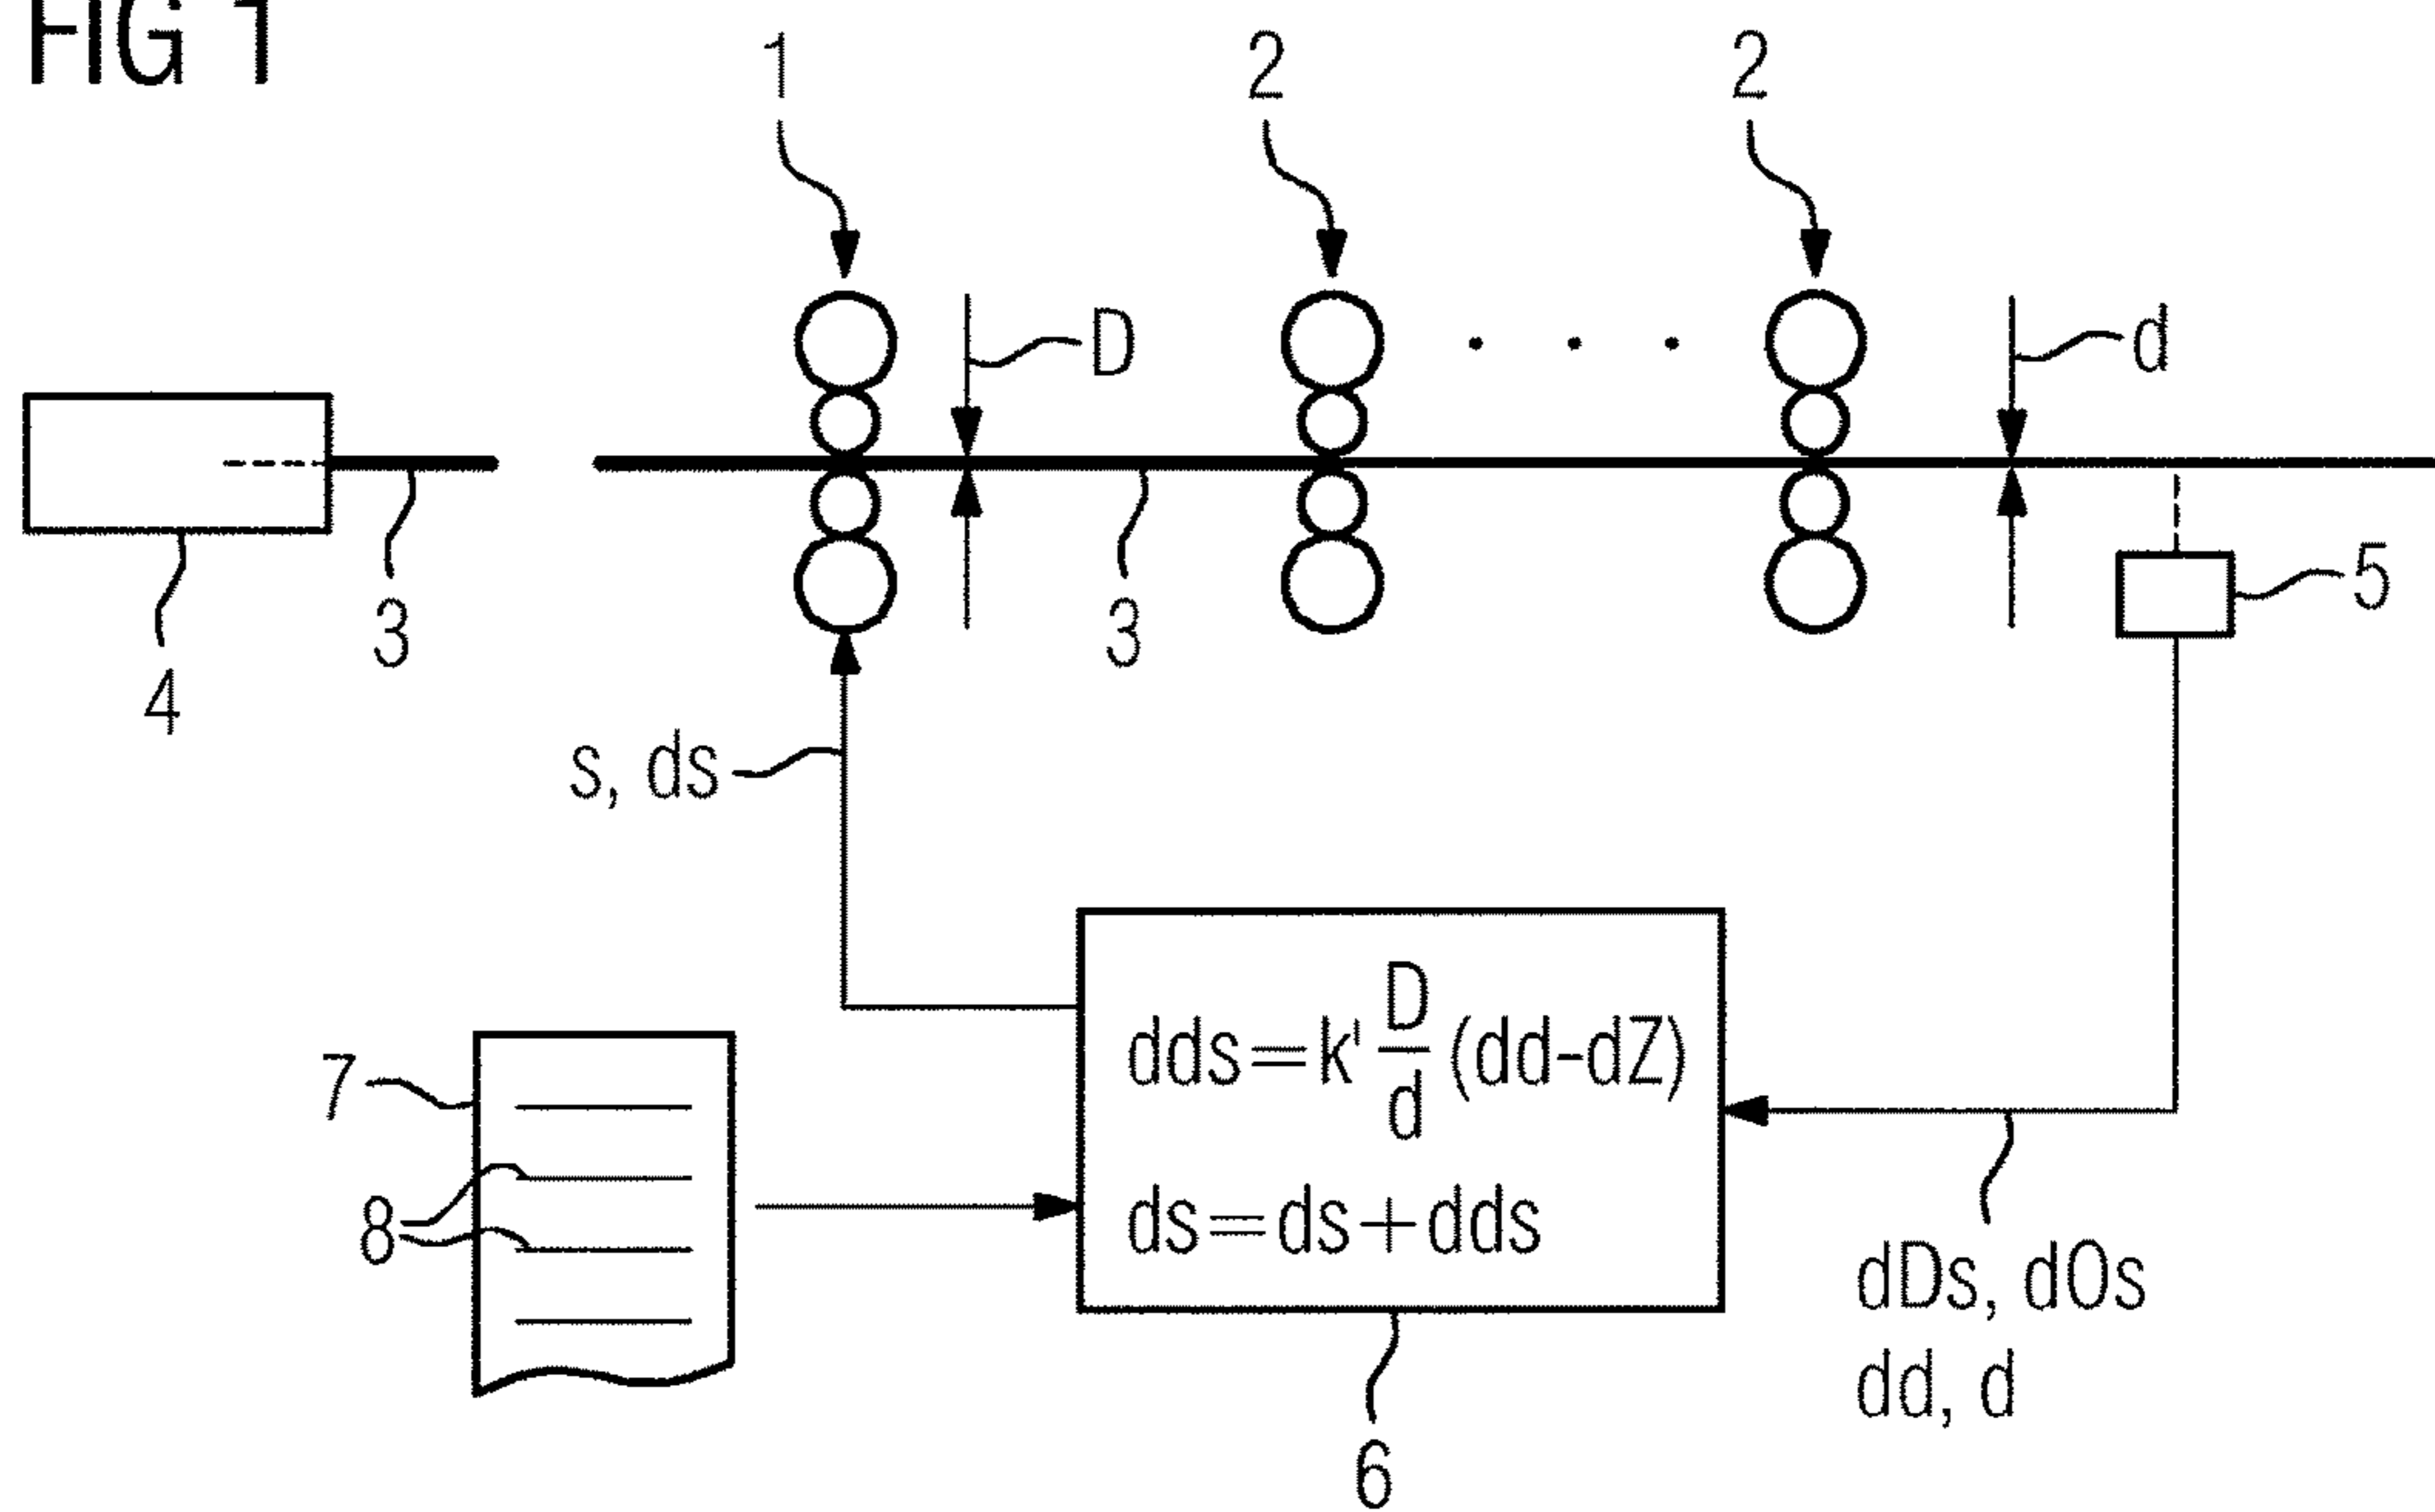 FIG 1
1
2
2
D
d
3
3
4
5
s, ds
dds=k' D/d (dd-dZ)
ds=ds+dds
7
8
dDs, dOs
dd, d
6